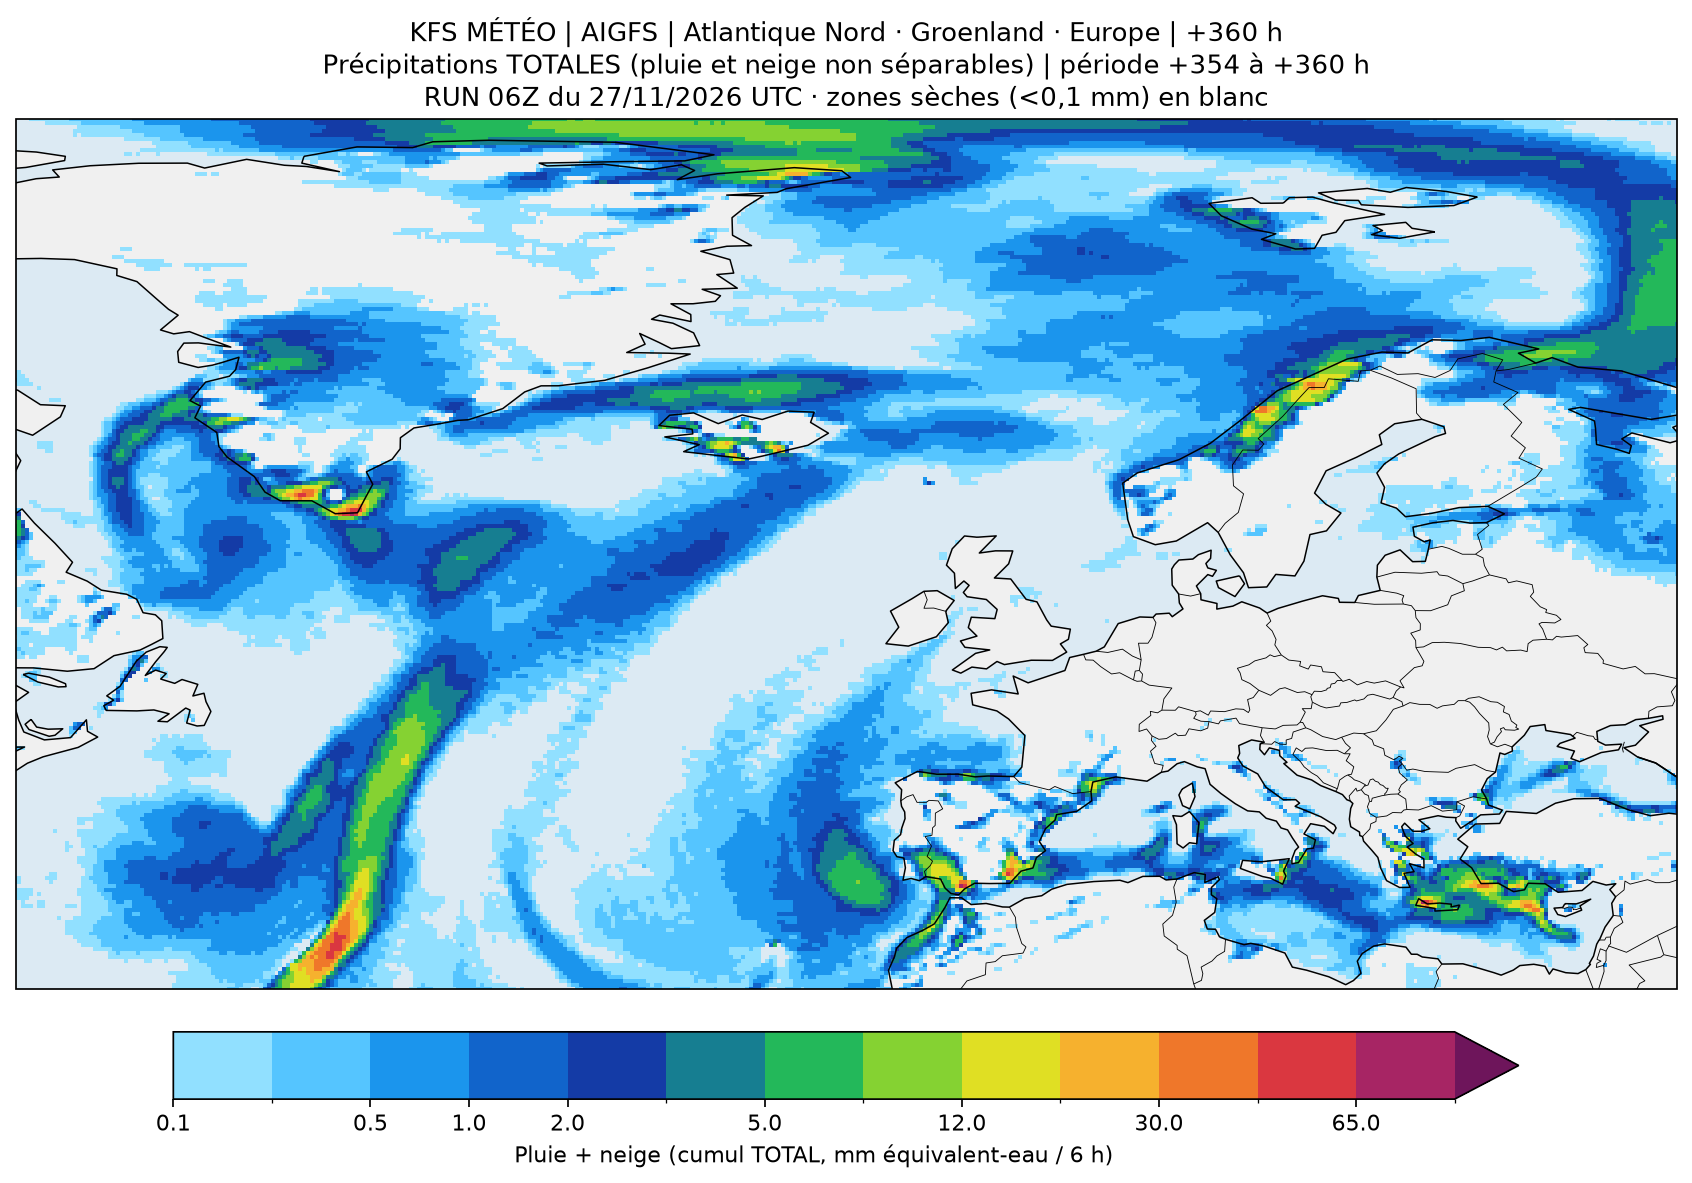 KFS MÉTÉO | AIGFS | Atlantique Nord · Groenland · Europe | +360 h
Précipitations TOTALES (pluie et neige non séparables) | période +354 à +360 h
RUN 06Z du 27/11/2026 UTC · zones sèches (<0,1 mm) en blanc
0.1 0.5 1.0 2.0 5.0 12.0 30.0 65.0
Pluie + neige (cumul TOTAL, mm équivalent-eau / 6 h)